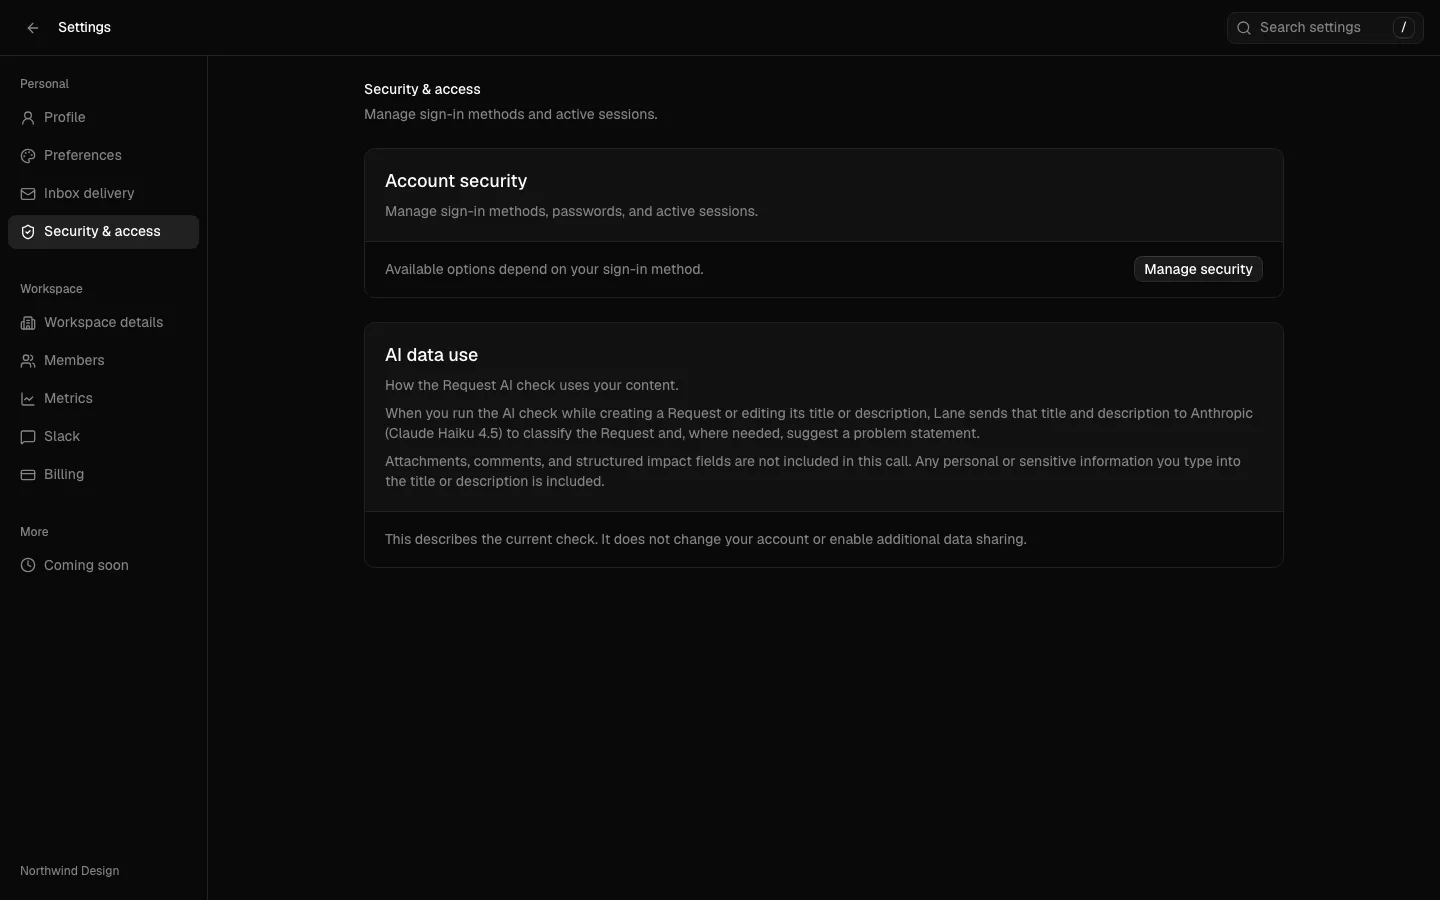 Settings
Search settings
/
Personal
Profile
Preferences
Inbox delivery
Security & access
Workspace
Workspace details
Members
Metrics
Slack
Billing
More
Coming soon
Northwind Design
Security & access
Manage sign-in methods and active sessions.
Account security
Manage sign-in methods, passwords, and active sessions.
Available options depend on your sign-in method.
Manage security
AI data use
How the Request AI check uses your content.
When you run the AI check while creating a Request or editing its title or description, Lane sends that title and description to Anthropic
(Claude Haiku 4.5) to classify the Request and, where needed, suggest a problem statement.
Attachments, comments, and structured impact fields are not included in this call. Any personal or sensitive information you type into
the title or description is included.
This describes the current check. It does not change your account or enable additional data sharing.